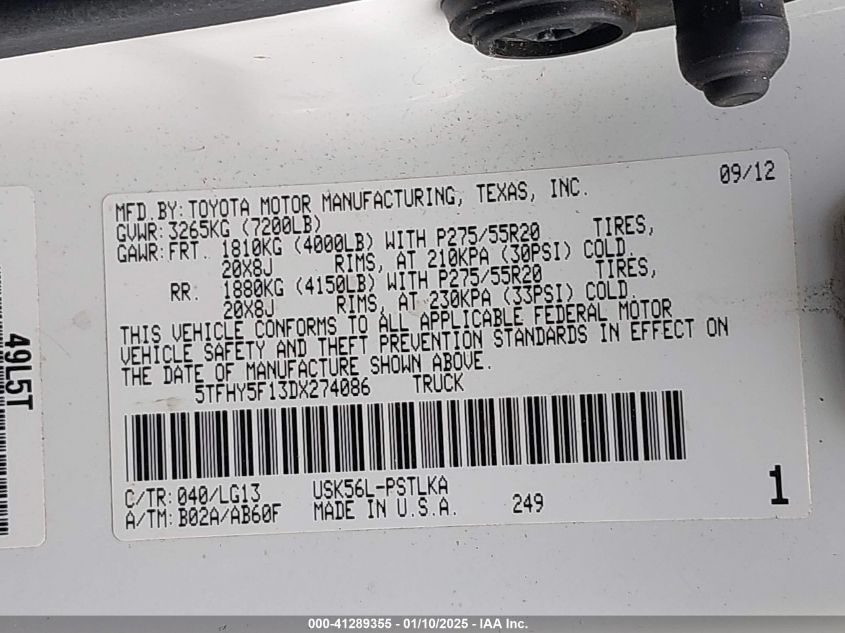 MFD.BY:TOYOTA MOTOR MANUFACTURING, TEXAS, INC. 09/12
GVWR:3265KG (7200LB)
GAWR:FRT. 1810KG (4000LB) WITH P275/55R20 TIRES,
20X8J RIMS, AT 210KPA (30PSI) COLD.
RR. 1880KG (4150LB) WITH P275/55R20 TIRES,
20X8J RIMS, AT 230KPA (33PSI) COLD.
THIS VEHICLE CONFORMS TO ALL APPLICABLE FEDERAL MOTOR
VEHICLE SAFETY AND THEFT PREVENTION STANDARDS IN EFFECT ON
THE DATE OF MANUFACTURE SHOWN ABOVE.
5TFHY5F13DX274086 TRUCK
C/TR:040/LG13 USK56L-PSTLKA
A/TM:B02A/AB60F MADE IN U.S.A. 249
1
49L5T
000-41289355 — 01/10/2025 — IAA Inc.